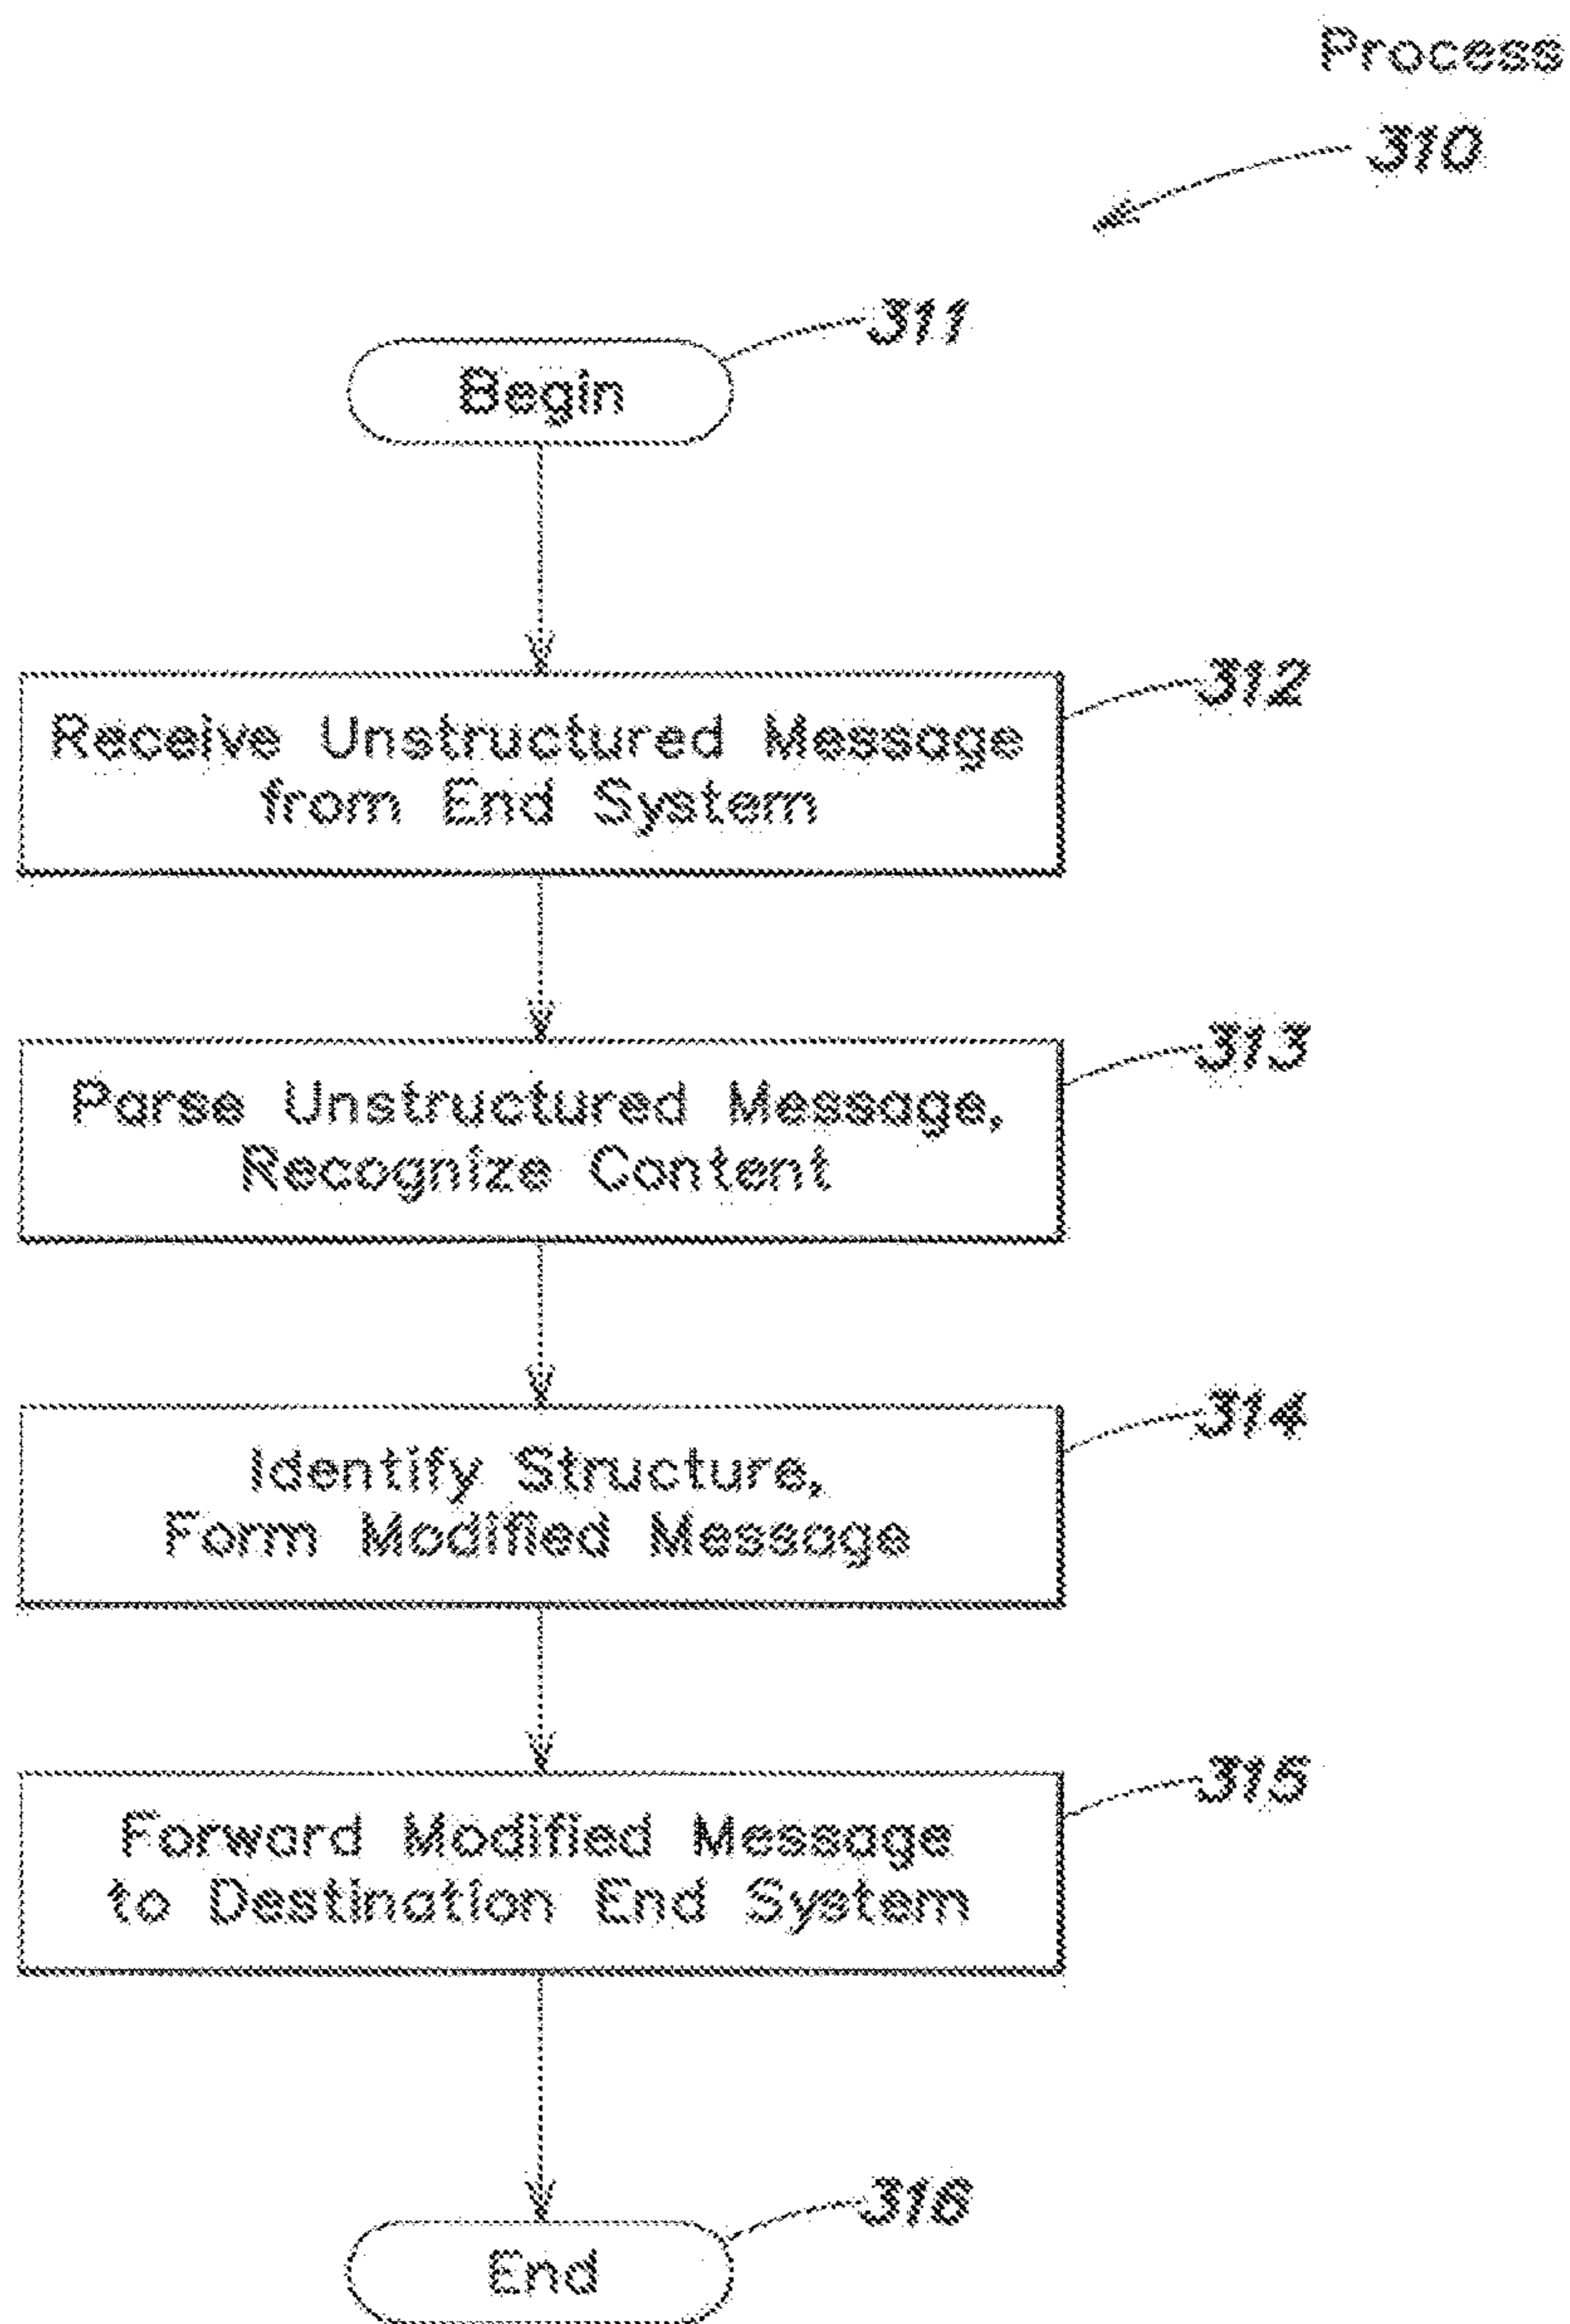 Process
310
311
Begin
312
Receive Unstructured Message
from End System
313
Parse Unstructured Message,
Recognize Content
314
Identify Structure,
Form Modified Message
315
Forward Modified Message
to Destination End System
316
End